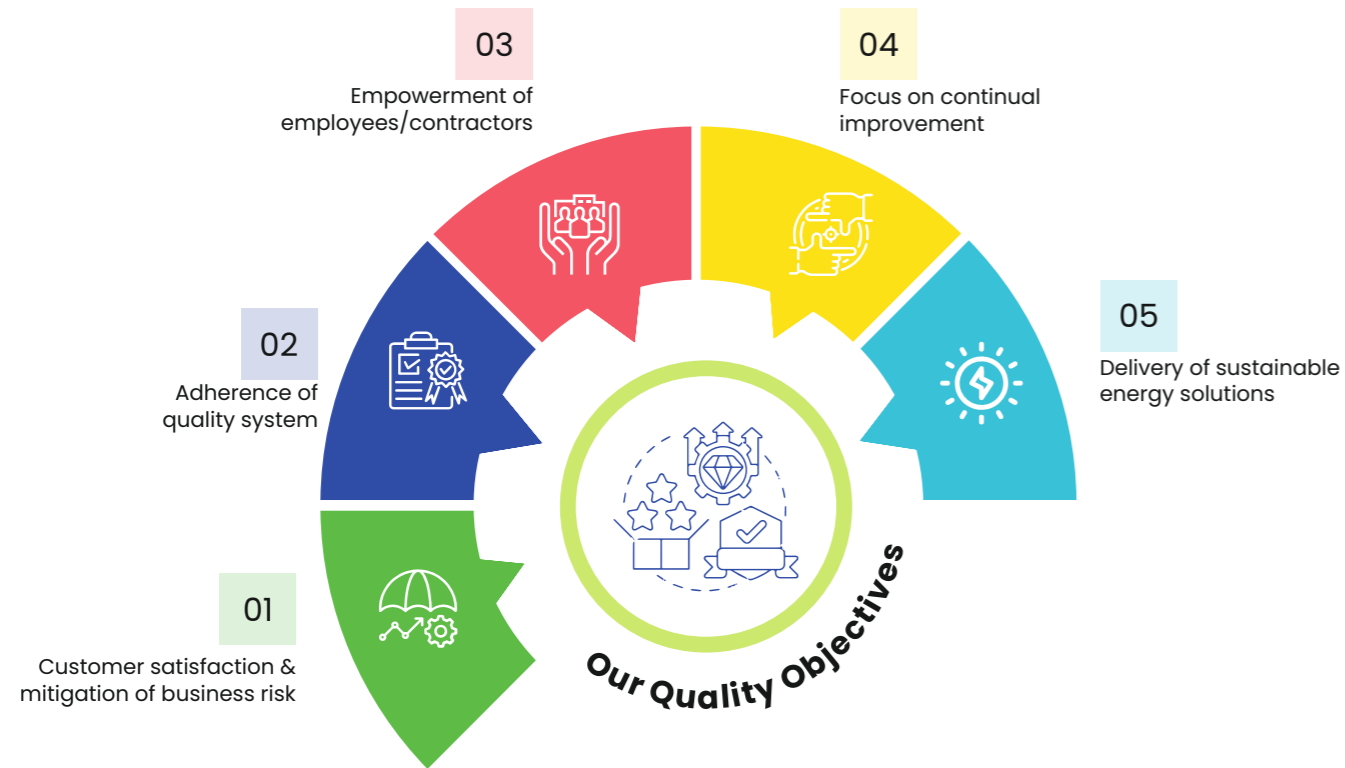 03
Empowerment of
employees/contractors
04
Focus on continual
improvement
02
Adherence of
quality system
05
Delivery of sustainable
energy solutions
01
Customer satisfaction &
mitigation of business risk
Our Quality Objectives